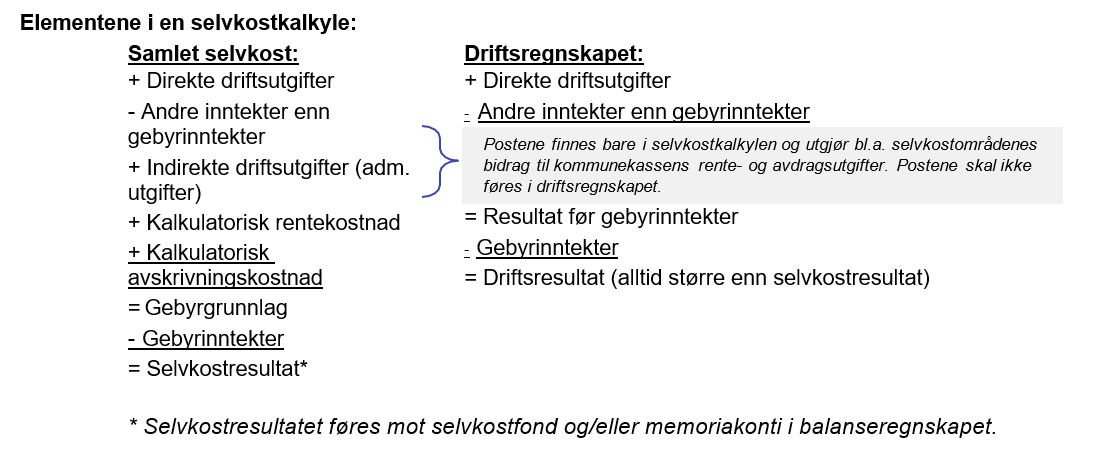 Elementene i en selvkostkalkyle:
Samlet selvkost:
+ Direkte driftsutgifter
- Andre inntekter enn
gebyrinntekter
+ Indirekte driftsutgifter (adm.
utgifter)
+ Kalkulatorisk rentekostnad
+ Kalkulatorisk
avskrivningskostnad
= Gebyrgrunnlag
- Gebyrinntekter
= Selvkostresultat*
Driftsregnskapet:
+ Direkte driftsutgifter
- Andre inntekter enn gebyrinntekter
Postene finnes bare i selvkostkalkylen og utgjør bl.a. selvkostområdenes
bidrag til kommunekassens rente- og avdragsutgifter. Postene skal ikke
føres i driftsregnskapet.
= Resultat før gebyrinntekter
- Gebyrinntekter
= Driftsresultat (alltid større enn selvkostresultat)
* Selvkostresultatet føres mot selvkostfond og/eller memoriakonti i balanseregnskapet.